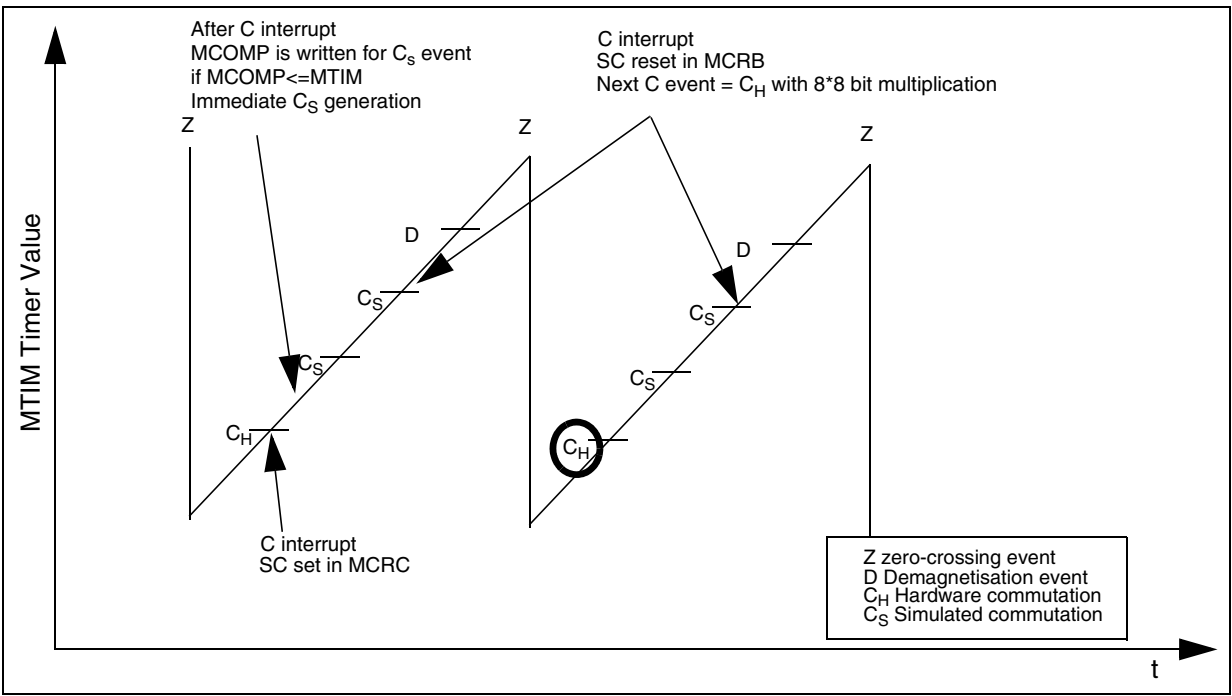 After C interrupt
MCOMP is written for Cs event
if MCOMP<=MTIM
Immediate CS generation
C interrupt
SC reset in MCRB
Next C event = CH with 8*8 bit multiplication
Z
Z
Z
D
D
CS
CS
CS
CS
CH
CH
MTIM Timer Value
C interrupt
SC set in MCRC
Z zero-crossing event
D Demagnetisation event
CH Hardware commutation
CS Simulated commutation
t